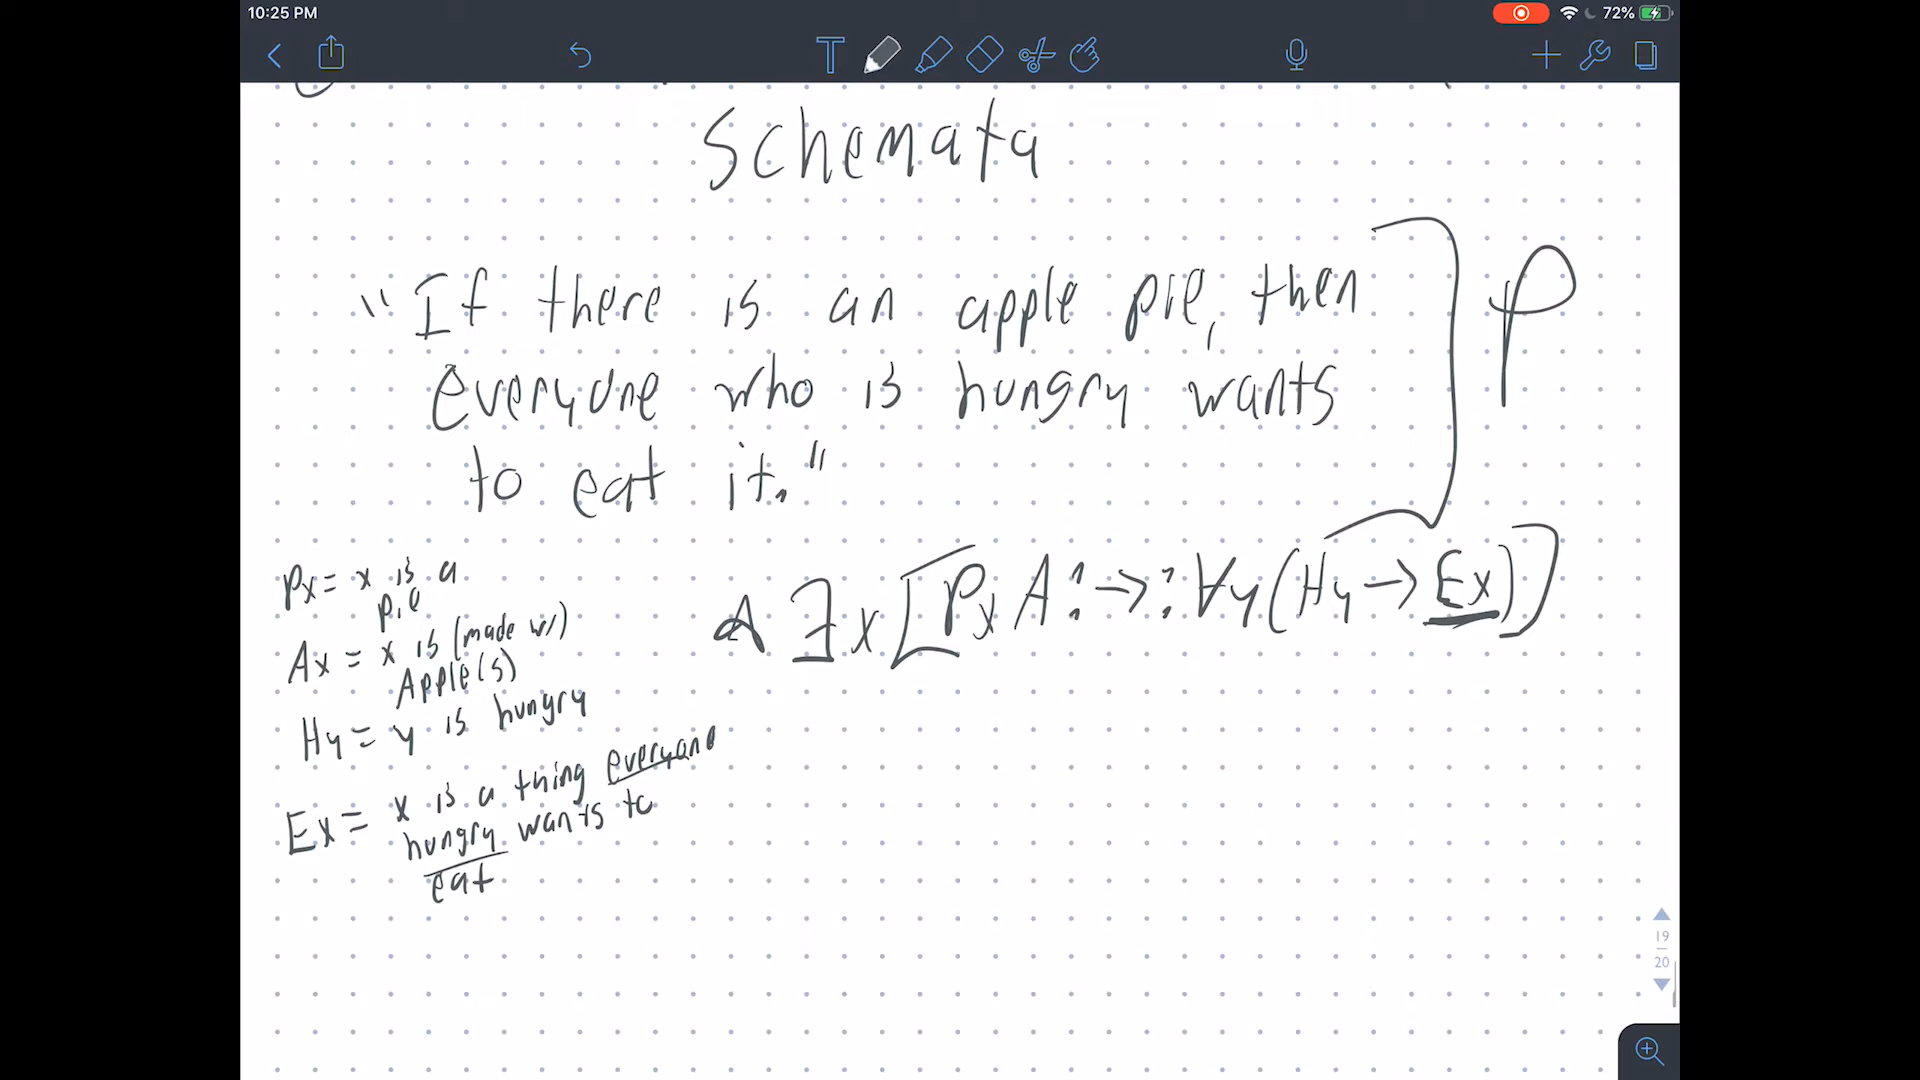 10:25 PM
72%
T
Schemata
"If there is an apple pie, then
everyone who is hungry wants
to eat it."
P
Px = x is a
pie
Ax = x is (made w/)
Apple(s)
Hy = y is hungry
Ex = x is a thing everyone
hungry wants to
eat
∃x[Px A:→:∀y(Hy→Ex)]
19
20